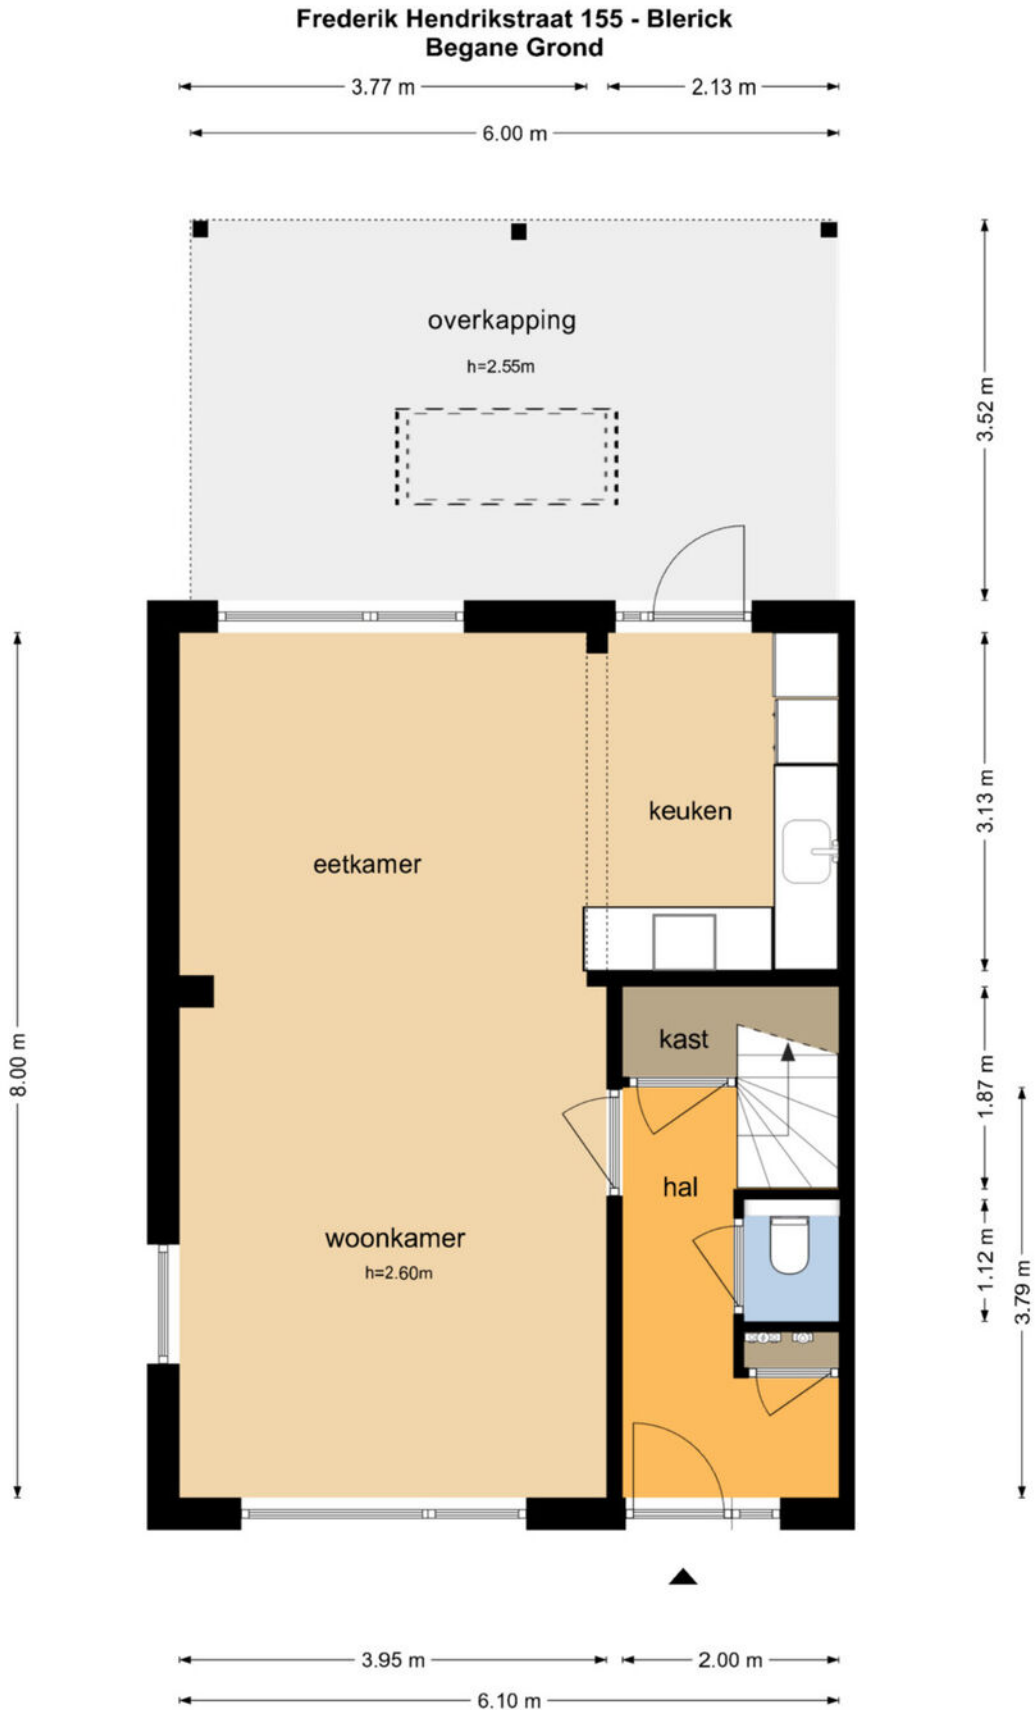 Frederik Hendrikstraat 155 - Blerick
Begane Grond
3.77 m
2.13 m
6.00 m
overkapping
h=2.55m
3.52 m
keuken
3.13 m
eetkamer
8.00 m
kast
1.87 m
hal
woonkamer
h=2.60m
1.12 m
3.79 m
3.95 m
2.00 m
6.10 m